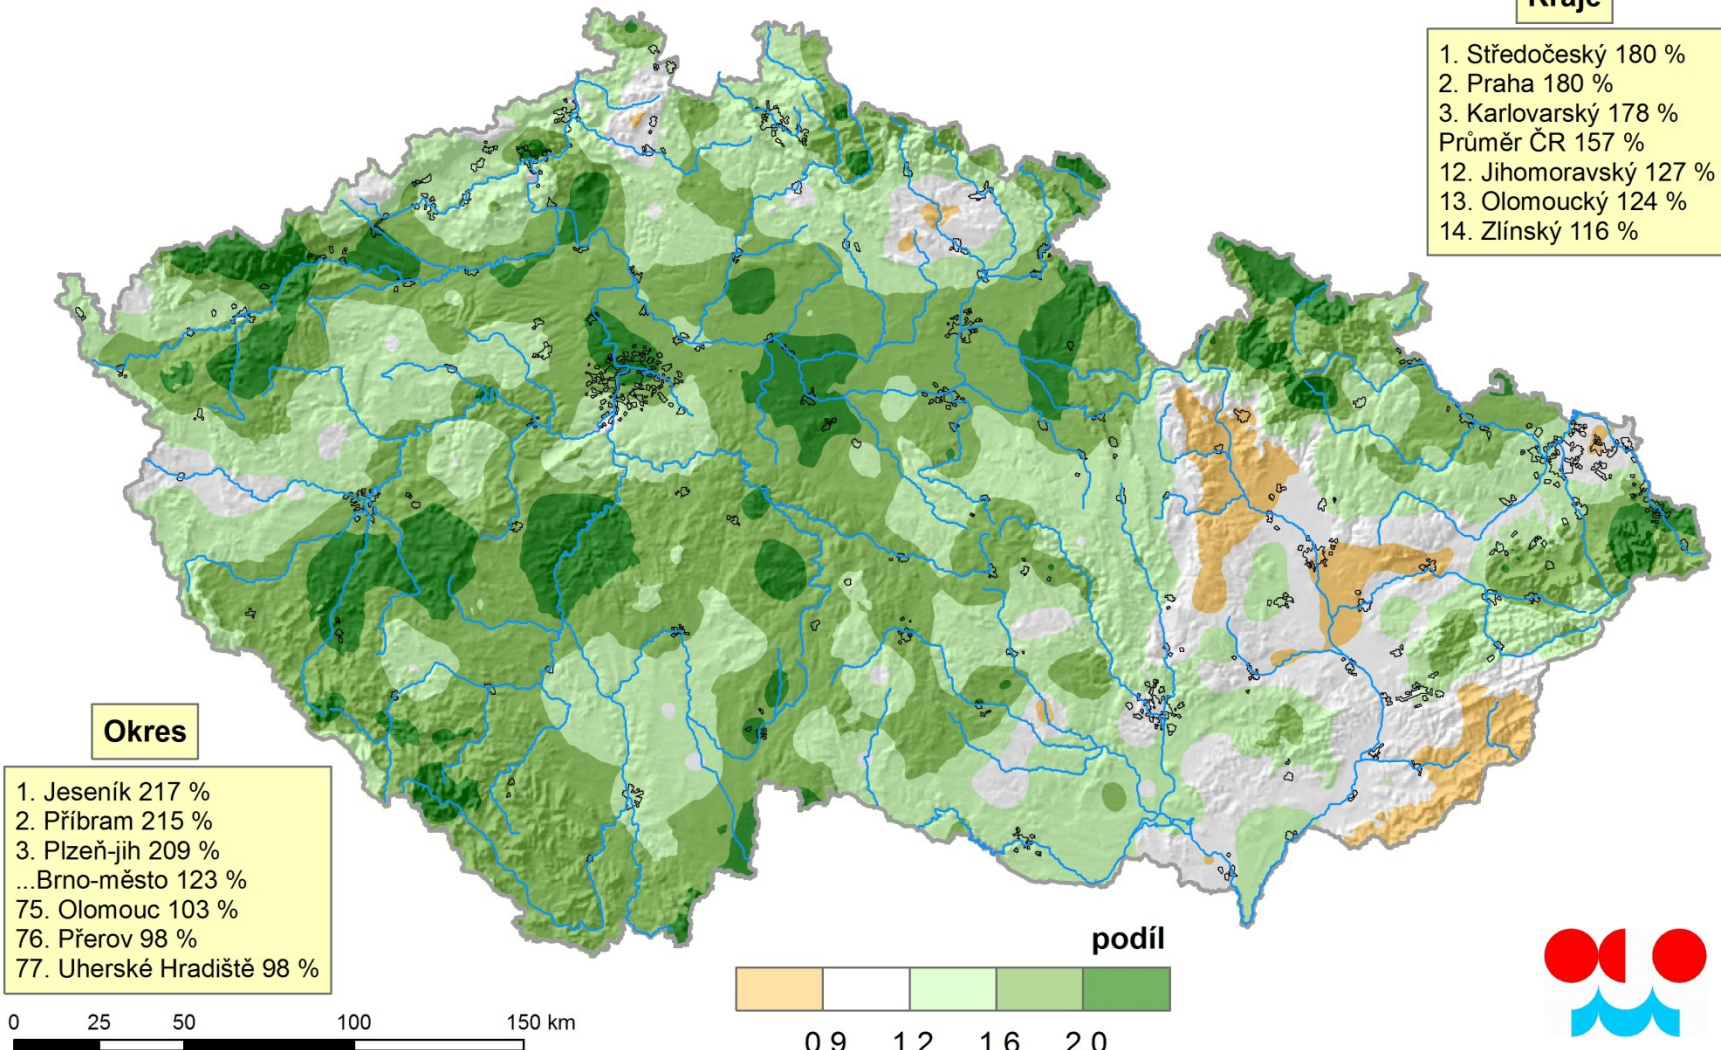 Kraje
1. Středočeský 180 %
2. Praha 180 %
3. Karlovarský 178 %
Průměr ČR 157 %
12. Jihomoravský 127 %
13. Olomoucký 124 %
14. Zlínský 116 %
Okres
1. Jeseník 217 %
2. Příbram 215 %
3. Plzeň-jih 209 %
...Brno-město 123 %
75. Olomouc 103 %
76. Přerov 98 %
77. Uherské Hradiště 98 %
podíl
0.9 1.2 1.6 2.0
0 25 50 100 150 km